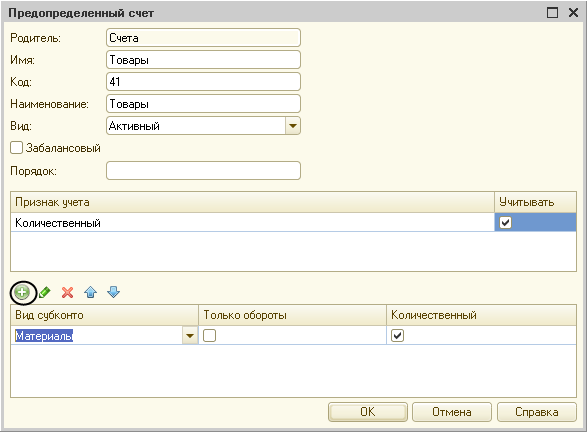 Предопределенный счет
Родитель: Счета
Имя: Товары
Код: 41
Наименование: Товары
Вид: Активный
Забалансовый
Порядок:
Признак учета Учитывать
Количественный
Вид субконто Только обороты Количественный
Материалы
OK Отмена Справка